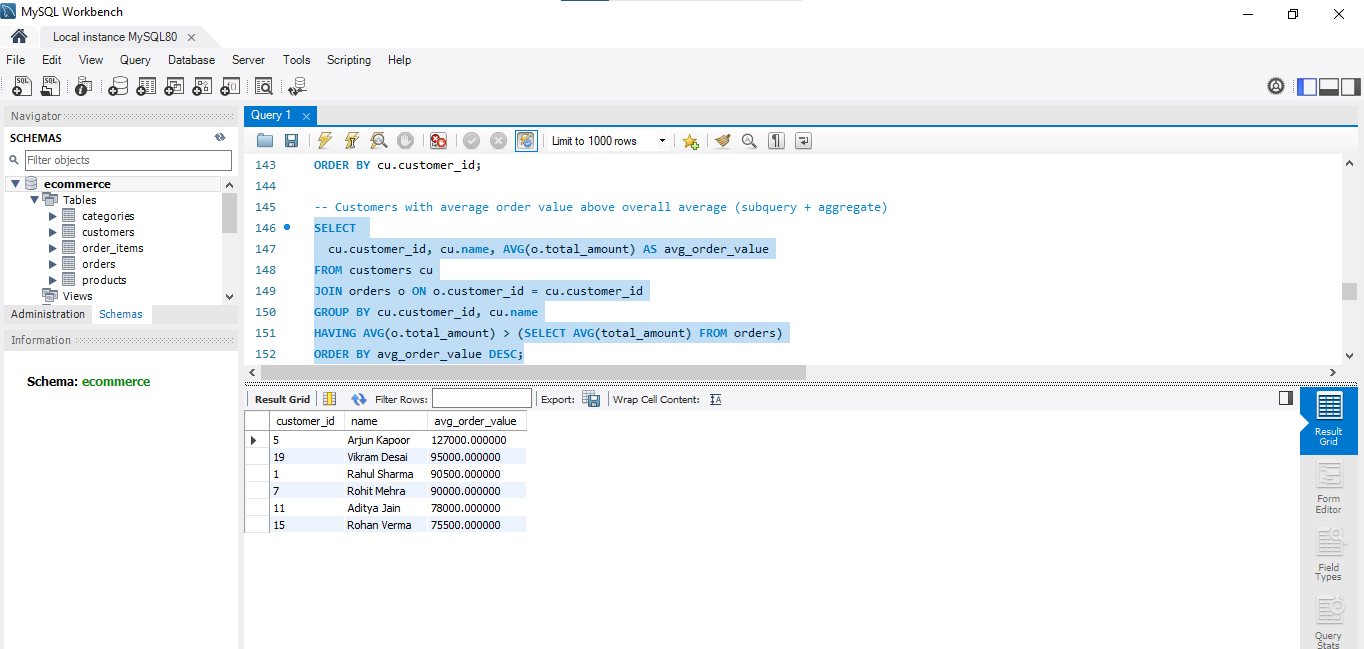 MySQL Workbench
Local instance MySQL80
File Edit View Query Database Server Tools Scripting Help
Navigator
SCHEMAS
Filter objects
ecommerce
Tables
categories
customers
order_items
orders
products
Views
Administration Schemas
Information
Schema: ecommerce
Query 1
Limit to 1000 rows
143 ORDER BY cu.customer_id;
144
145 -- Customers with average order value above overall average (subquery + aggregate)
146 SELECT
147 cu.customer_id, cu.name, AVG(o.total_amount) AS avg_order_value
148 FROM customers cu
149 JOIN orders o ON o.customer_id = cu.customer_id
150 GROUP BY cu.customer_id, cu.name
151 HAVING AVG(o.total_amount) > (SELECT AVG(total_amount) FROM orders)
152 ORDER BY avg_order_value DESC;
Result Grid Filter Rows: Export: Wrap Cell Content:
customer_id name avg_order_value
5 Arjun Kapoor 127000.000000
19 Vikram Desai 95000.000000
1 Rahul Sharma 90500.000000
7 Rohit Mehra 90000.000000
11 Aditya Jain 78000.000000
15 Rohan Verma 75500.000000
Result
Grid
Form
Editor
Field
Types
Query
Stats